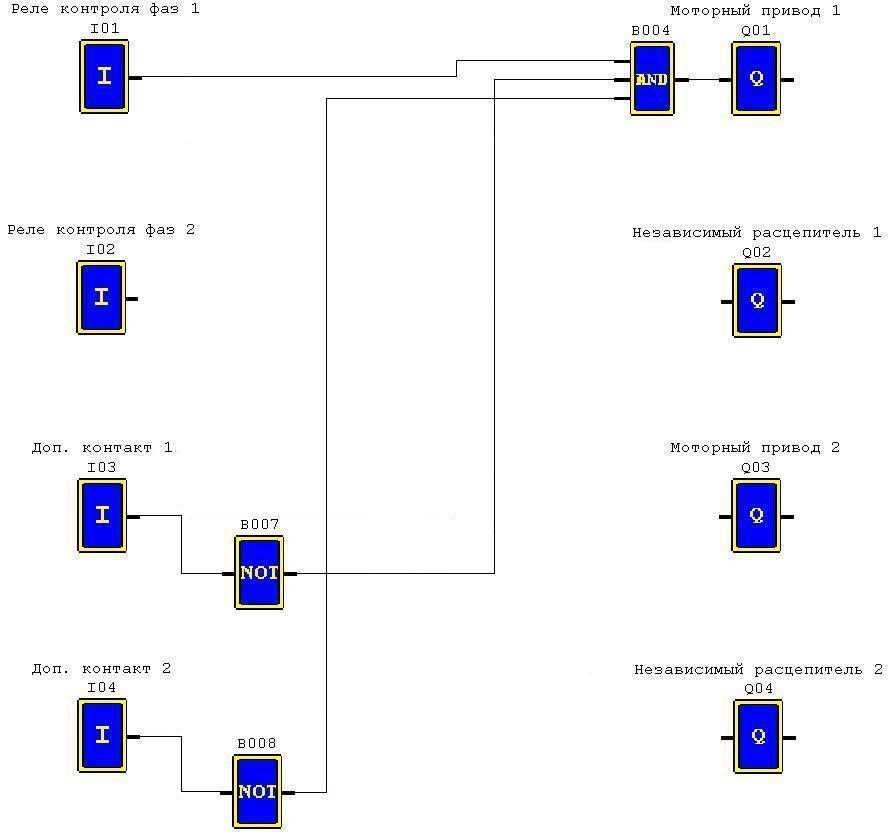 Реле контроля фаз 1
I01
I
Моторный привод 1
B004
AND
Q01
Q
Реле контроля фаз 2
I02
I
Независимый расцепитель 1
Q02
Q
Доп. контакт 1
I03
I
B007
NOT
Моторный привод 2
Q03
Q
Доп. контакт 2
I04
I
B008
NOT
Независимый расцепитель 2
Q04
Q